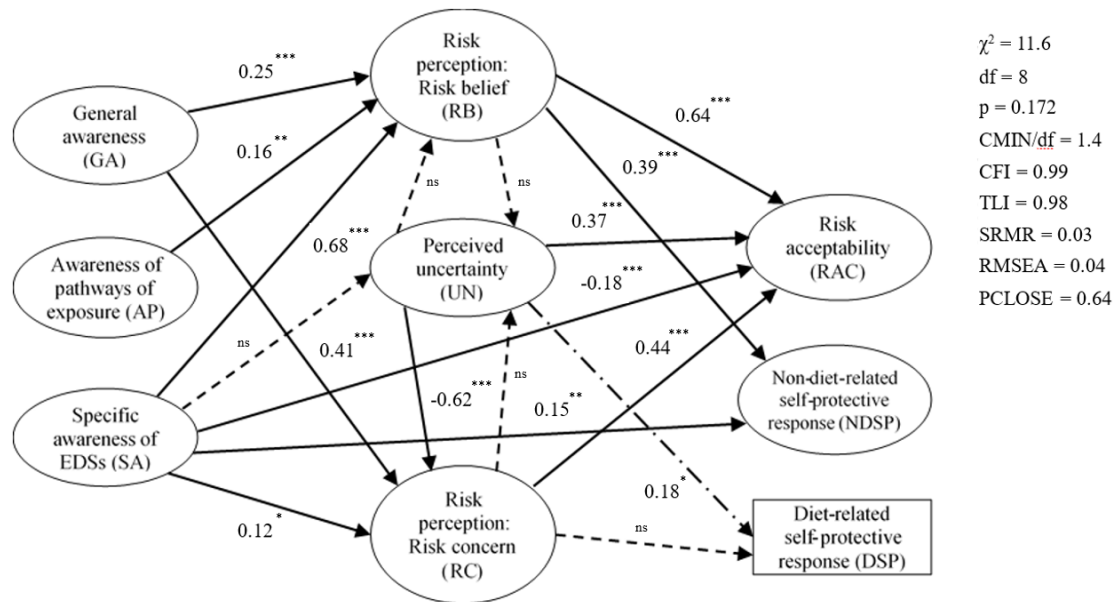 Risk
perception:
Risk belief
(RB)
0.25***
General
awareness
(GA)
0.16**
0.64***
0.39***
ns
ns
Awareness of
pathways of
exposure (AP)
0.68***
Perceived
uncertainty
(UN)
0.37***
-0.18***
Risk
acceptability
(RAC)
ns
0.41***
-0.62***
ns
0.44***
0.15**
Non-diet-related
self-protective
response (NDSP)
Specific
awareness of
EDSs (SA)
0.12*
Risk
perception:
Risk concern
(RC)
0.18*
ns
Diet-related
self-protective
response (DSP)
χ² = 11.6
df = 8
p = 0.172
CMIN/df = 1.4
CFI = 0.99
TLI = 0.98
SRMR = 0.03
RMSEA = 0.04
PCLOSE = 0.64